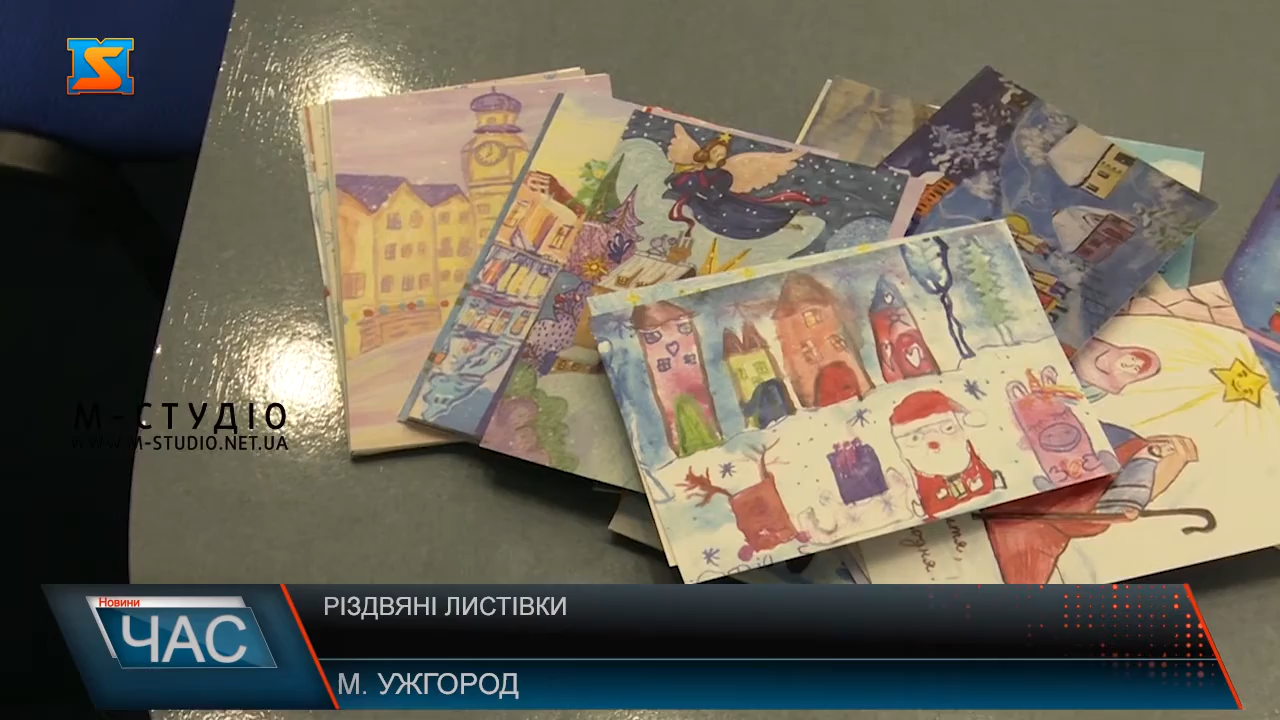 М-СТУДІО
WWW.M-STUDIO.NET.UA
Новини
ЧАС
РІЗДВЯНІ ЛИСТІВКИ
М. УЖГОРОД